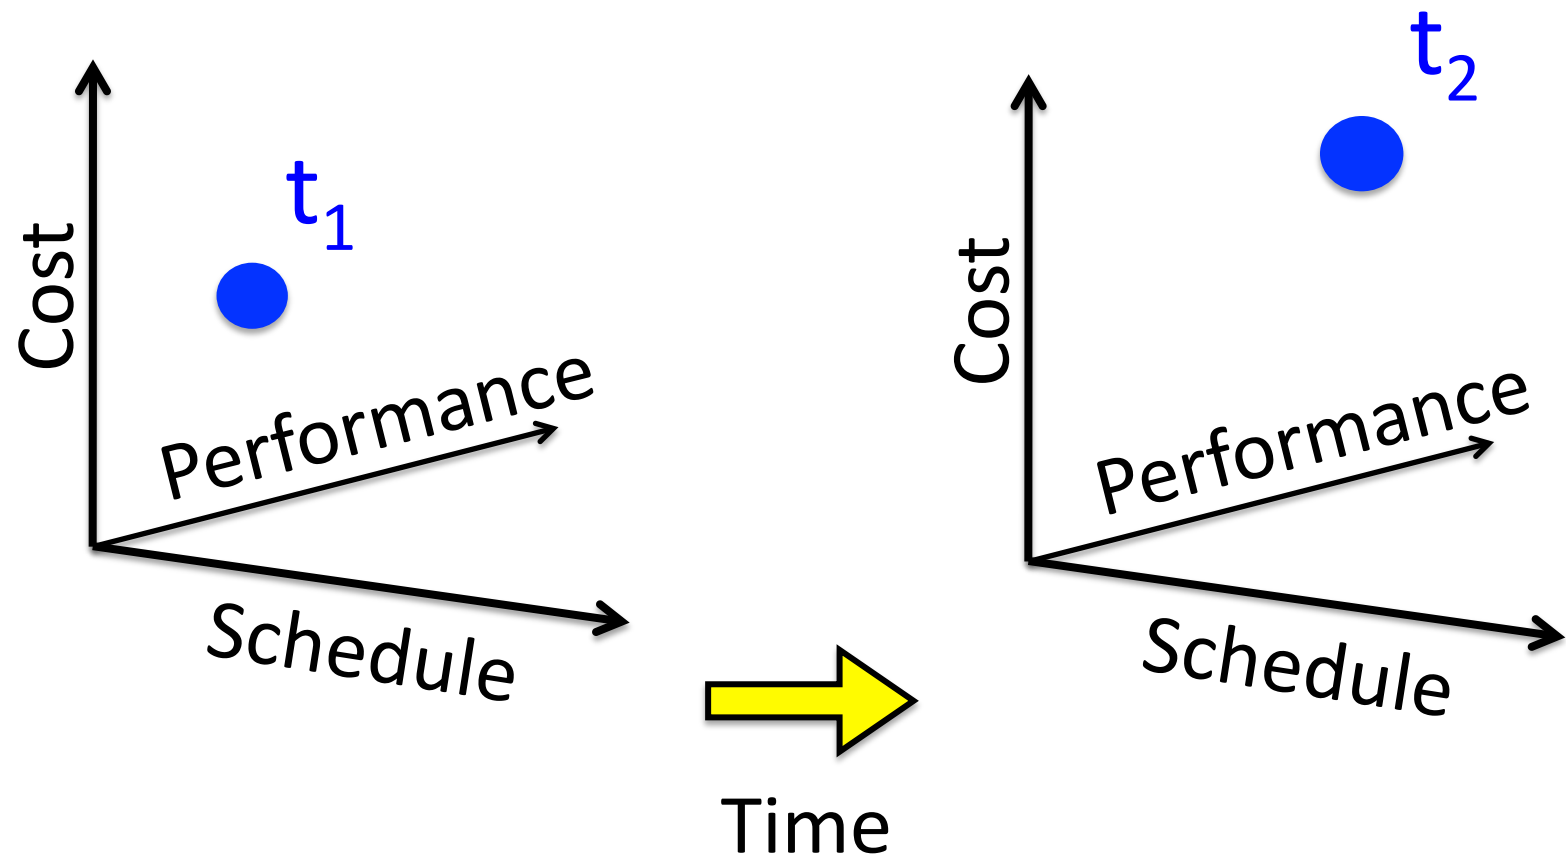 t1
Cost
Performance
Schedule
t2
Cost
Performance
Schedule
Time